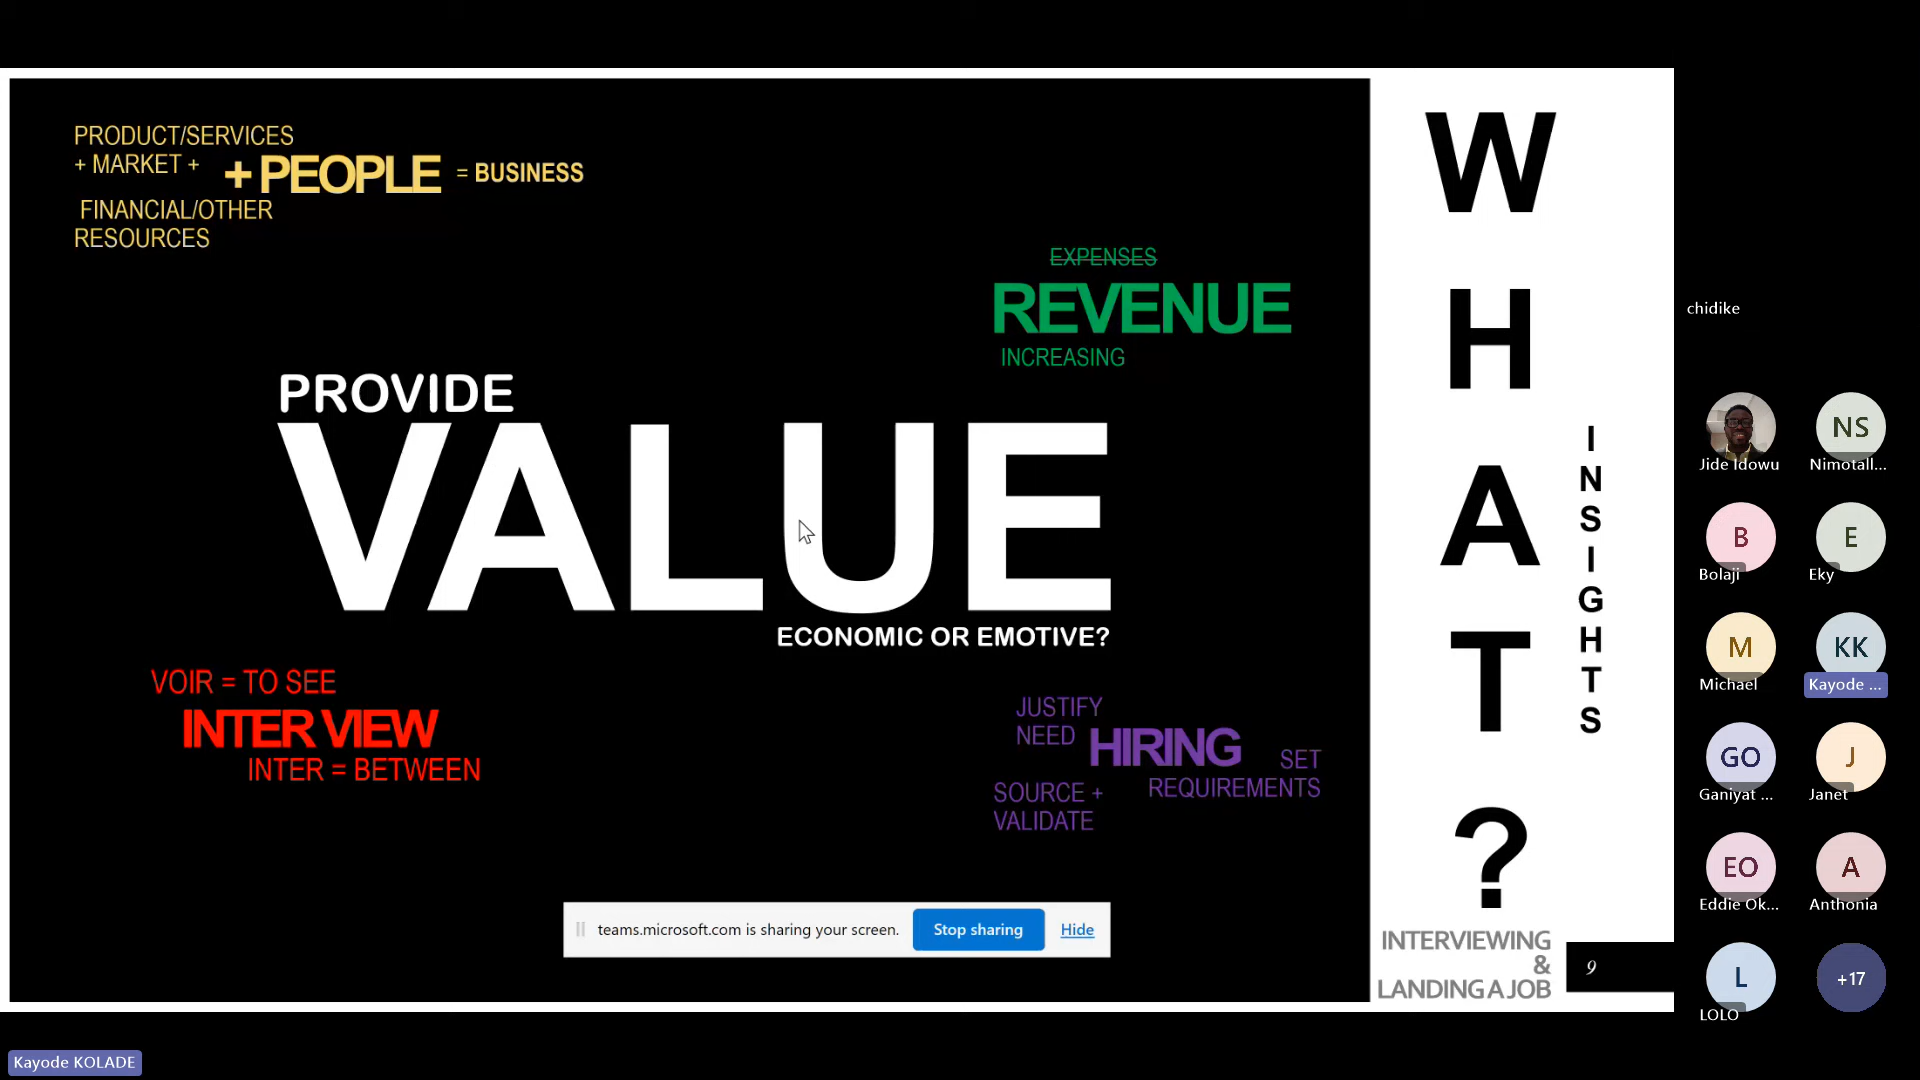 PRODUCT/SERVICES
+ MARKET +
+ PEOPLE = BUSINESS
FINANCIAL/OTHER
RESOURCES
EXPENSES
REVENUE
INCREASING
PROVIDE
VALUE
ECONOMIC OR EMOTIVE?
VOIR = TO SEE
INTER VIEW
INTER = BETWEEN
JUSTIFY
NEED
HIRING
SET
REQUIREMENTS
SOURCE +
VALIDATE
teams.microsoft.com is sharing your screen.
Stop sharing
Hide
WHAT?
INSIGHTS
INTERVIEWING
&
LANDING A JOB
9
chidike
Jide Idowu
NS
Nimotall...
B
Bolaji
E
Eky
M
Michael
KK
Kayode ...
GO
Ganiyat ...
J
Janet
EO
Eddie Ok...
A
Anthonia
L
LOLO
+17
Kayode KOLADE